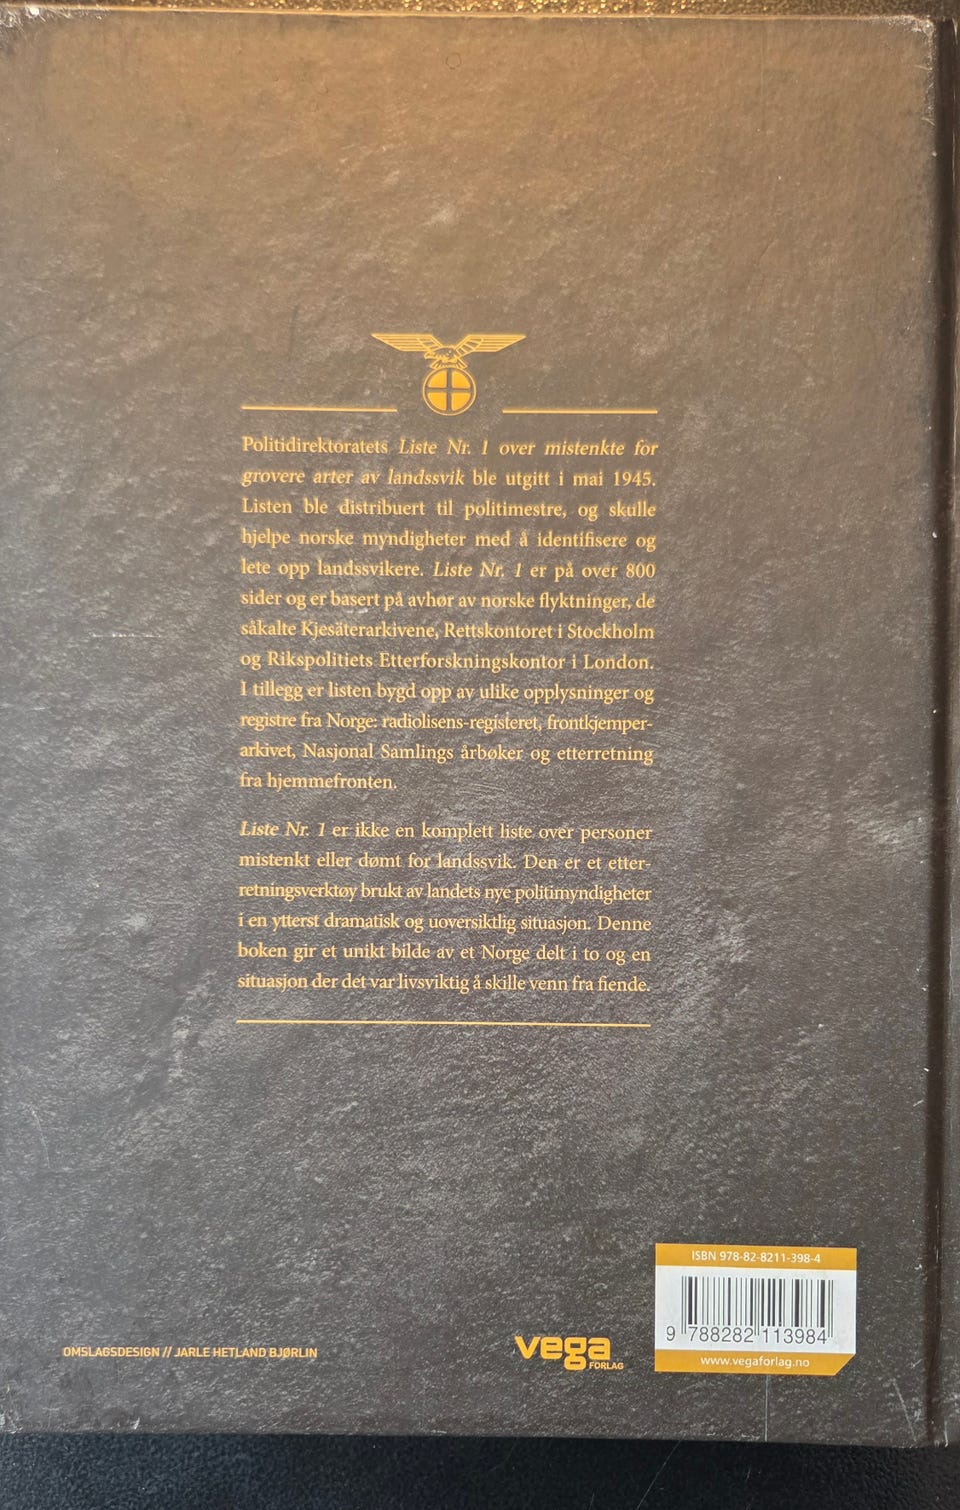 Politidirektoratets Liste Nr. 1 over mistenkte for
grovere arter av landssvik ble utgitt i mai 1945.
Listen ble distribuert til politimestre, og skulle
hjelpe norske myndigheter med å identifisere og
lete opp landssvikere. Liste Nr. 1 er på over 800
sider og er basert på avhør av norske flyktninger, de
såkalte Kjesäterarkivene, Rettskontoret i Stockholm
og Rikspolitiets Etterforskningskontor i London.
I tillegg er listen bygd opp av ulike opplysninger og
registre fra Norge: radiolisens-registeret, frontkjemper-
arkivet, Nasjonal Samlings årbøker og etterretning
fra hjemmefronten.
Liste Nr. 1 er ikke en komplett liste over personer
mistenkt eller dømt for landssvik. Den er et etter-
retningsverktøy brukt av landets nye politimyndigheter
i en ytterst dramatisk og uoversiktlig situasjon. Denne
boken gir et unikt bilde av et Norge delt i to og en
situasjon der det var livsviktig å skille venn fra fiende.
OMSLAGSDESIGN // JARLE HETLAND BJØRLIN
vega
FORLAG
ISBN 978-82-8211-398-4
9 788282 113984
www.vegaforlag.no